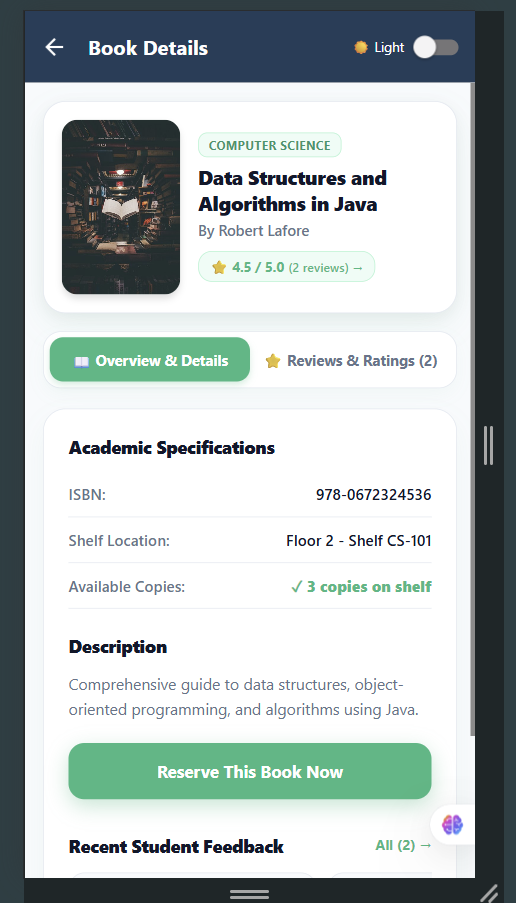 Book Details
Light
COMPUTER SCIENCE
Data Structures and
Algorithms in Java
By Robert Lafore
4.5 / 5.0 (2 reviews) →
Overview & Details
Reviews & Ratings (2)
Academic Specifications
ISBN: 978-0672324536
Shelf Location: Floor 2 - Shelf CS-101
Available Copies: ✓ 3 copies on shelf
Description
Comprehensive guide to data structures, object-
oriented programming, and algorithms using Java.
Reserve This Book Now
Recent Student Feedback
All (2) →